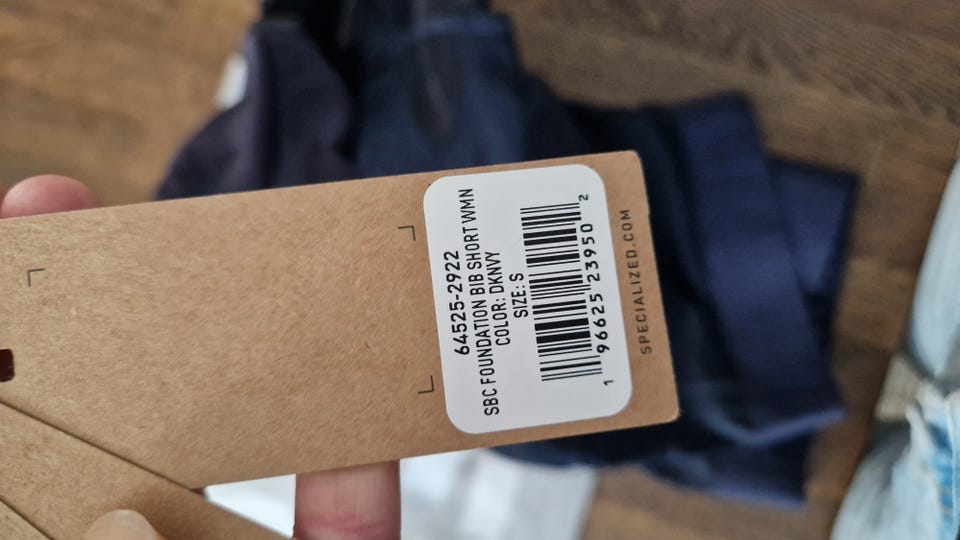 64525-2922
SBC FOUNDATION BIB SHORT WMN
COLOR: DKNVY
SIZE: S
1 96625 23950 2
SPECIALIZED.COM